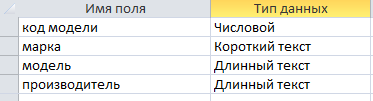 Имя поля Тип данных
код модели Числовой
марка Короткий текст
модель Длинный текст
производитель Длинный текст